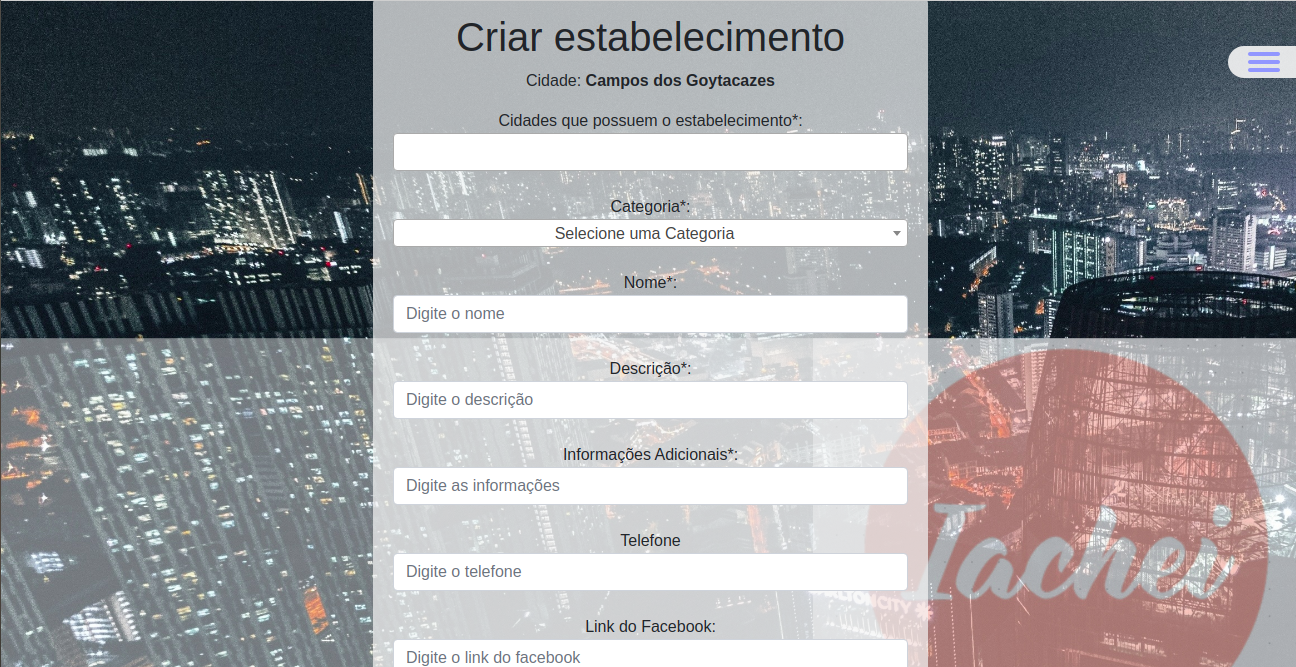 Criar estabelecimento
Cidade: Campos dos Goytacazes
Cidades que possuem o estabelecimento*:
Categoria*:
Selecione uma Categoria
Nome*:
Digite o nome
Descrição*:
Digite o descrição
Informações Adicionais*:
Digite as informações
Telefone
Digite o telefone
Link do Facebook:
Digite o link do facebook
Iachei